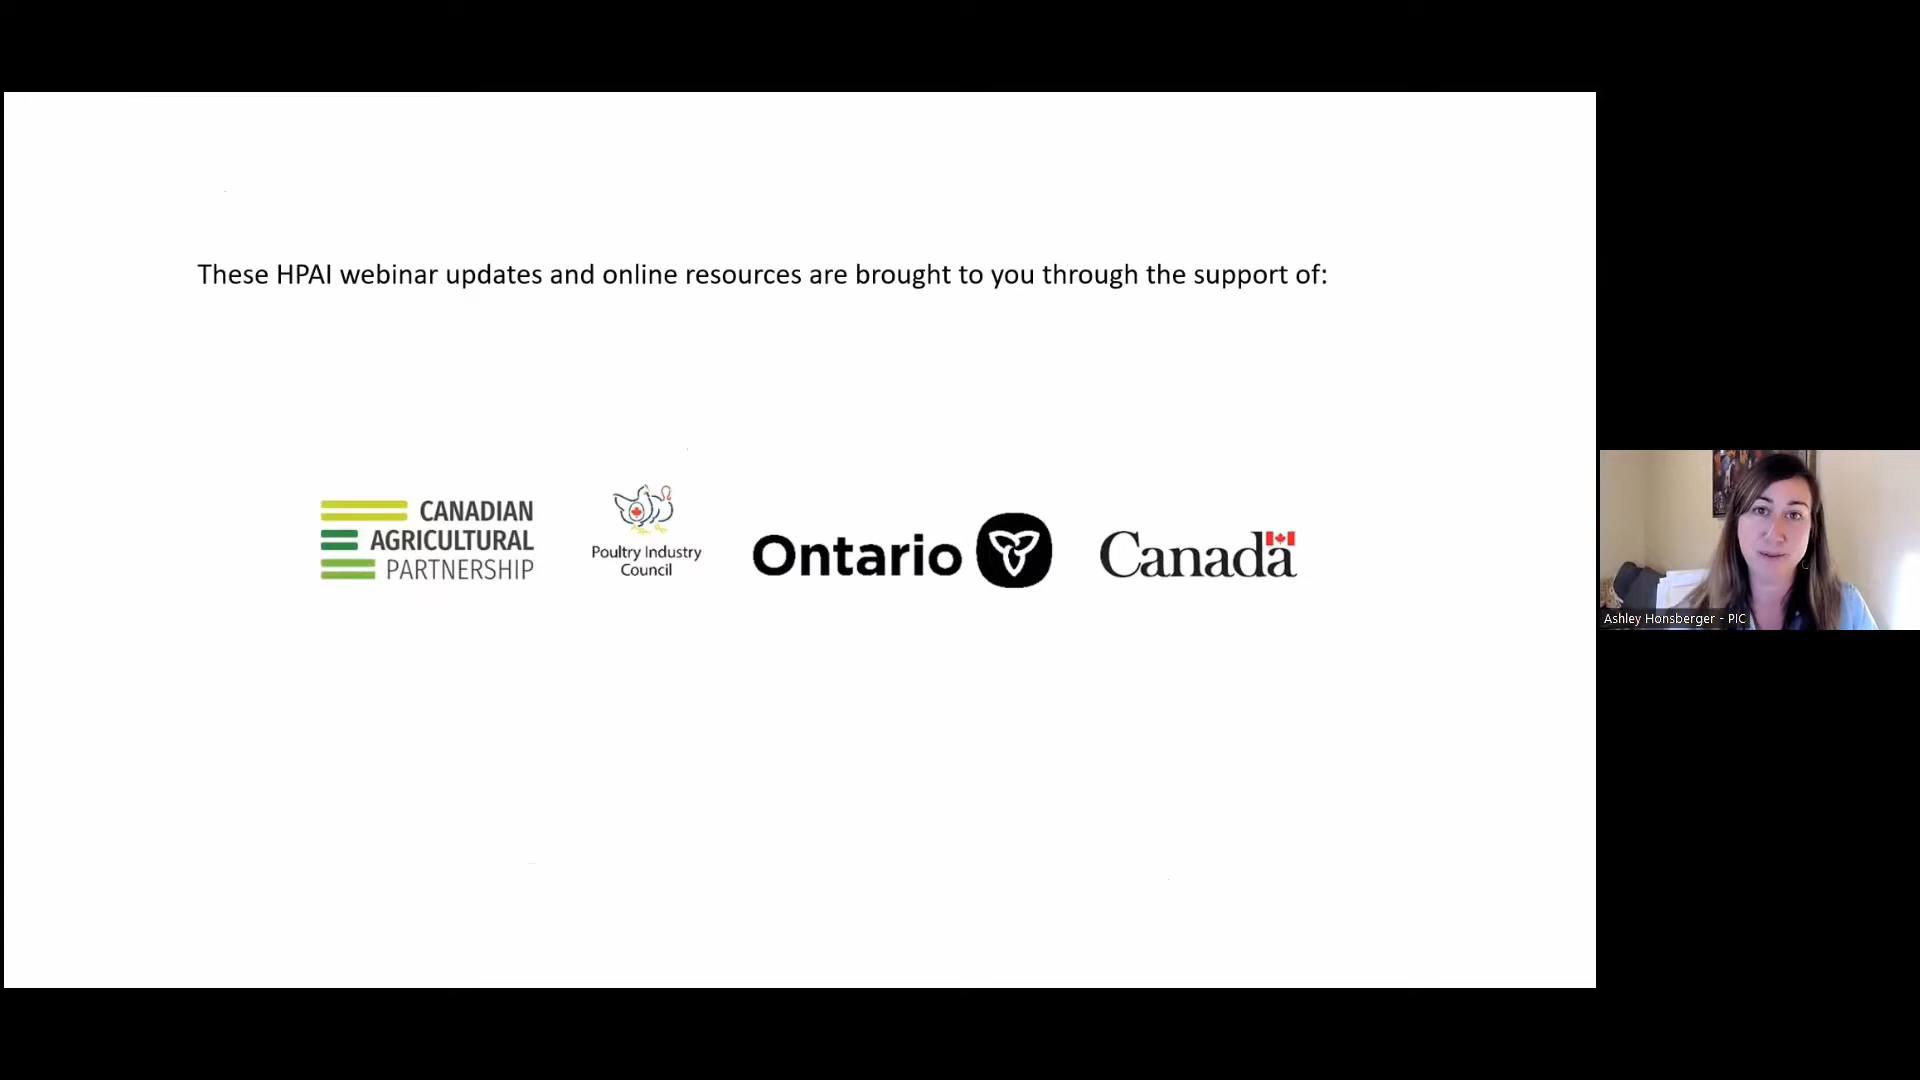 These HPAI webinar updates and online resources are brought to you through the support of:
CANADIAN
AGRICULTURAL
PARTNERSHIP
Poultry Industry
Council
Ontario
Canada
Ashley Honsberger - PIC